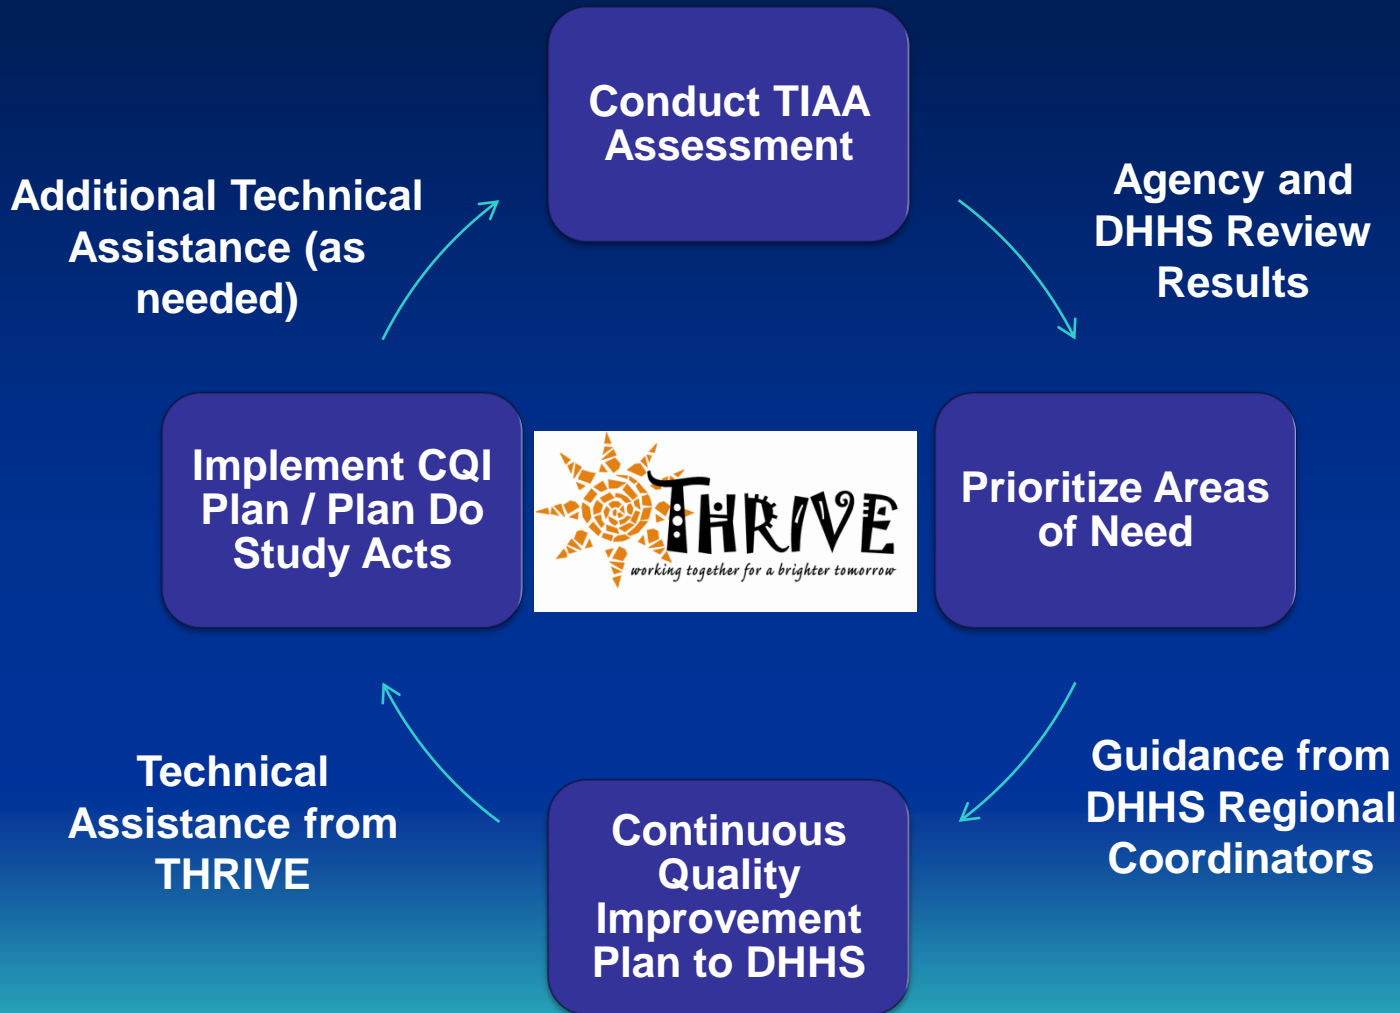 Conduct TIAA
Assessment
Agency and
DHHS Review
Results
Prioritize Areas
of Need
Guidance from
DHHS Regional
Coordinators
Continuous
Quality
Improvement
Plan to DHHS
Technical
Assistance from
THRIVE
Implement CQI
Plan / Plan Do
Study Acts
Additional Technical
Assistance (as
needed)
THRIVE
working together for a brighter tomorrow